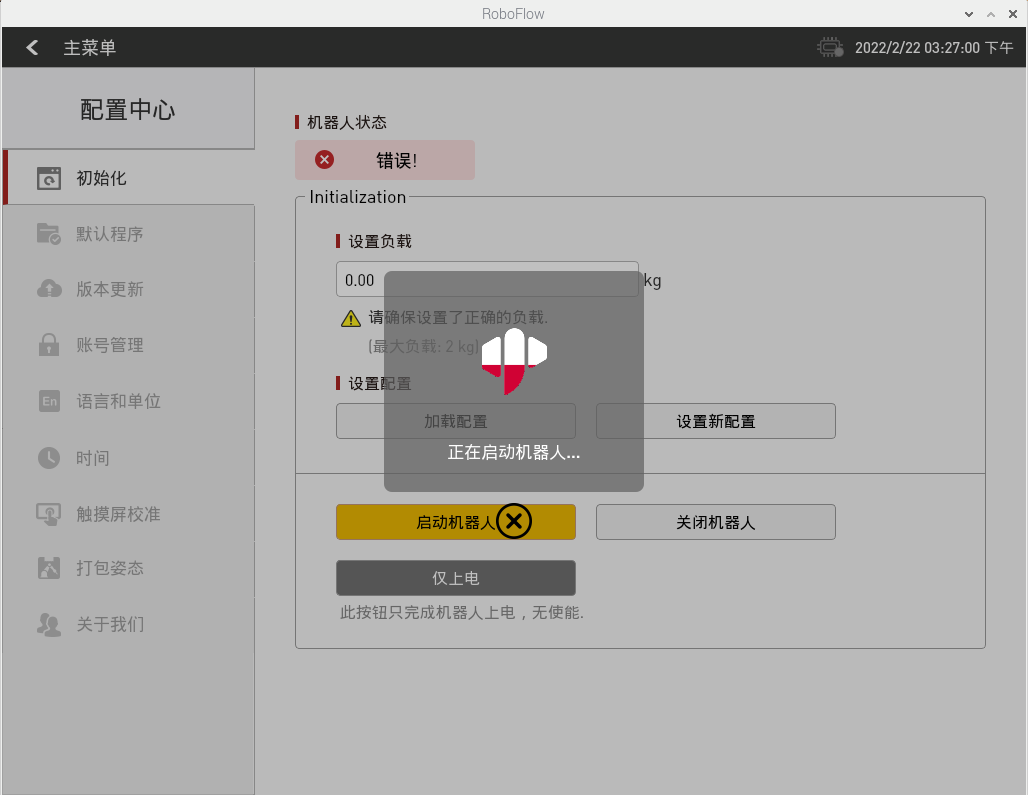 RoboFlow
主菜单
2022/2/22 03:27:00 下午
配置中心
初始化
默认程序
版本更新
账号管理
En
语言和单位
时间
触摸屏校准
打包姿态
关于我们
机器人状态
错误!
Initialization
设置负载
0.00 kg
请确保设置了正确的负载.
(最大负载: 2 kg)
设置配置
加载配置 设置新配置
正在启动机器人...
启动机器人 关闭机器人
仅上电
此按钮只完成机器人上电，无使能.